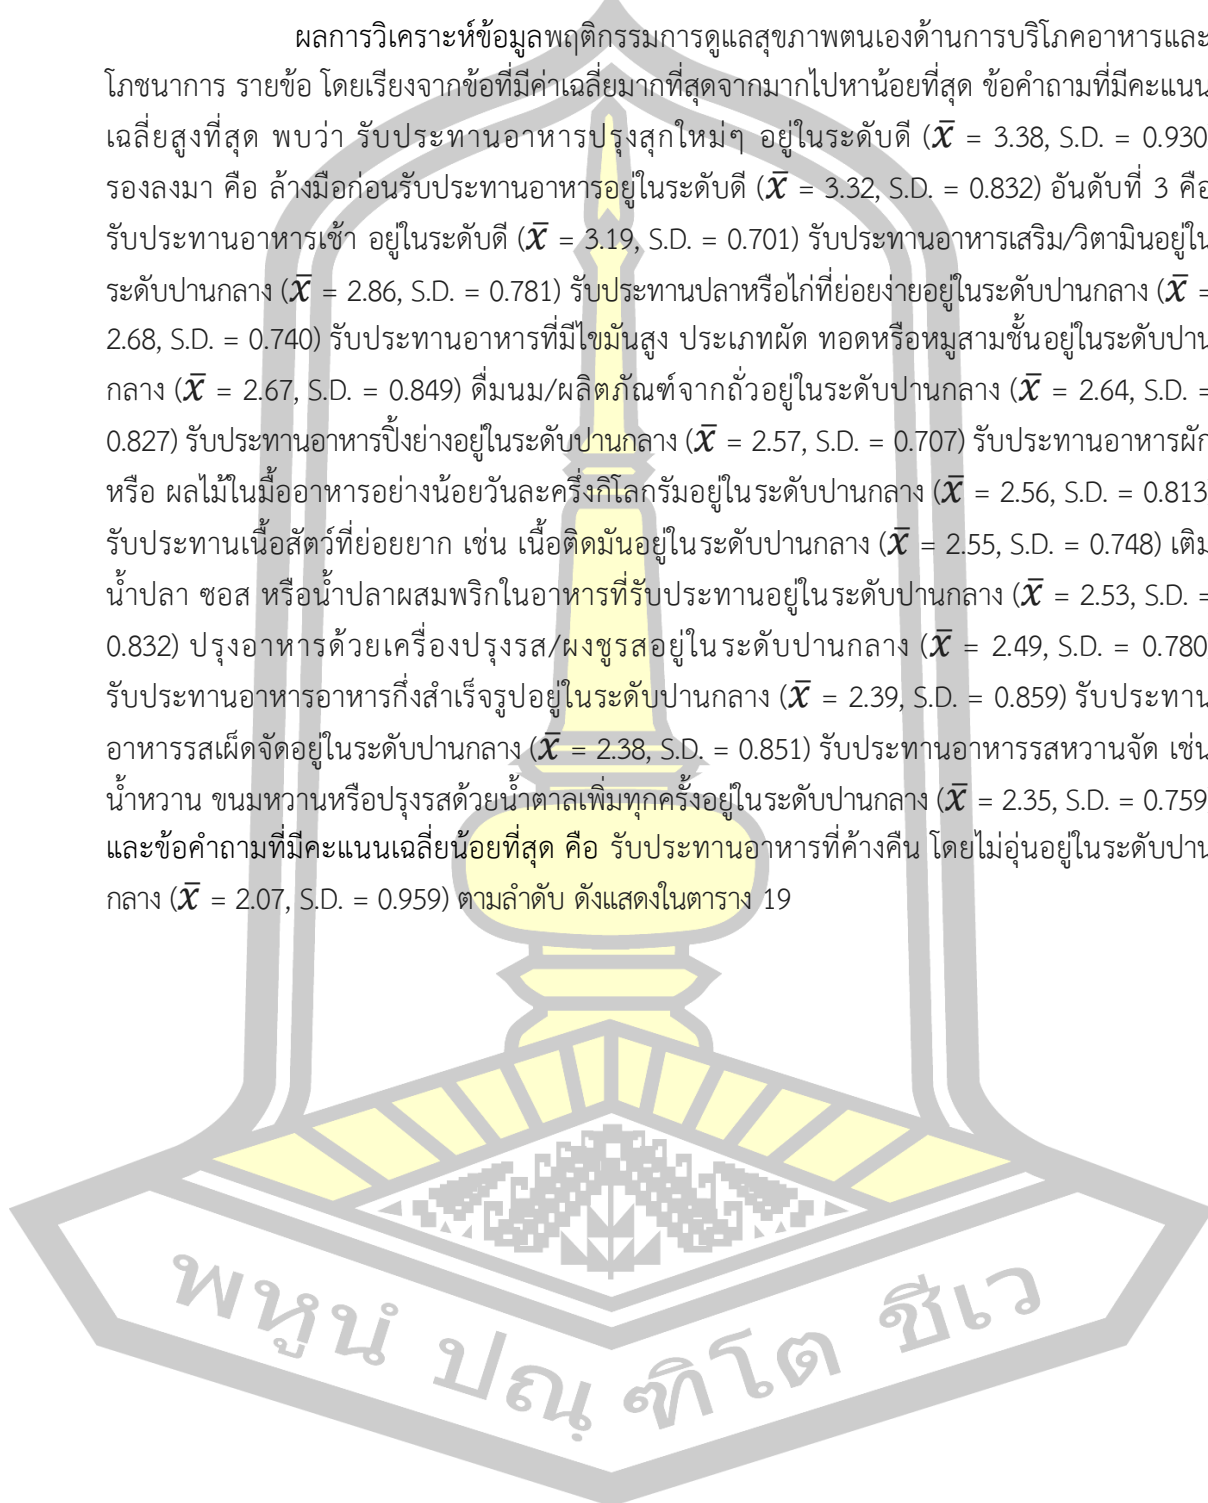 ผลการวิเคราะห์ข้อมูลพฤติกรรมการดูแลสุขภาพตนเองด้านการบริโภคอาหารและ
โภชนาการ รายข้อ โดยเรียงจากข้อที่มีค่าเฉลี่ยมากที่สุดจากมากไปหาน้อยที่สุด ข้อคำถามที่มีคะแนน
เฉลี่ยสูงที่สุด พบว่า รับประทานอาหารปรุงสุกใหม่ๆ อยู่ในระดับดี (x̄ = 3.38, S.D. = 0.930
รองลงมา คือ ล้างมือก่อนรับประทานอาหารอยู่ในระดับดี (x̄ = 3.32, S.D. = 0.832) อันดับที่ 3 คือ
รับประทานอาหารเช้า อยู่ในระดับดี (x̄ = 3.19, S.D. = 0.701) รับประทานอาหารเสริม/วิตามินอยู่ใน
ระดับปานกลาง (x̄ = 2.86, S.D. = 0.781) รับประทานปลาหรือไก่ที่ย่อยง่ายอยู่ในระดับปานกลาง (x̄ =
2.68, S.D. = 0.740) รับประทานอาหารที่มีไขมันสูง ประเภทผัด ทอดหรือหมูสามชั้นอยู่ในระดับปาน
กลาง (x̄ = 2.67, S.D. = 0.849) ดื่มนม/ผลิตภัณฑ์จากถั่วอยู่ในระดับปานกลาง (x̄ = 2.64, S.D. =
0.827) รับประทานอาหารปิ้งย่างอยู่ในระดับปานกลาง (x̄ = 2.57, S.D. = 0.707) รับประทานอาหารผัก
หรือ ผลไม้ในมื้ออาหารอย่างน้อยวันละครึ่งกิโลกรัมอยู่ในระดับปานกลาง (x̄ = 2.56, S.D. = 0.813
รับประทานเนื้อสัตว์ที่ย่อยยาก เช่น เนื้อติดมันอยู่ในระดับปานกลาง (x̄ = 2.55, S.D. = 0.748) เติม
น้ำปลา ซอส หรือน้ำปลาผสมพริกในอาหารที่รับประทานอยู่ในระดับปานกลาง (x̄ = 2.53, S.D. =
0.832) ปรุงอาหารด้วยเครื่องปรุงรส/ผงชูรสอยู่ในระดับปานกลาง (x̄ = 2.49, S.D. = 0.780
รับประทานอาหารอาหารกึ่งสำเร็จรูปอยู่ในระดับปานกลาง (x̄ = 2.39, S.D. = 0.859) รับประทาน
อาหารรสเผ็ดจัดอยู่ในระดับปานกลาง (x̄ = 2.38, S.D. = 0.851) รับประทานอาหารรสหวานจัด เช่น
น้ำหวาน ขนมหวานหรือปรุงรสด้วยน้ำตาลเพิ่มทุกครั้งอยู่ในระดับปานกลาง (x̄ = 2.35, S.D. = 0.759
และข้อคำถามที่มีคะแนนเฉลี่ยน้อยที่สุด คือ รับประทานอาหารที่ค้างคืน โดยไม่อุ่นอยู่ในระดับปาน
กลาง (x̄ = 2.07, S.D. = 0.959) ตามลำดับ ดังแสดงในตาราง 19
พหูนํ ปณฺฑิโต ชีเว